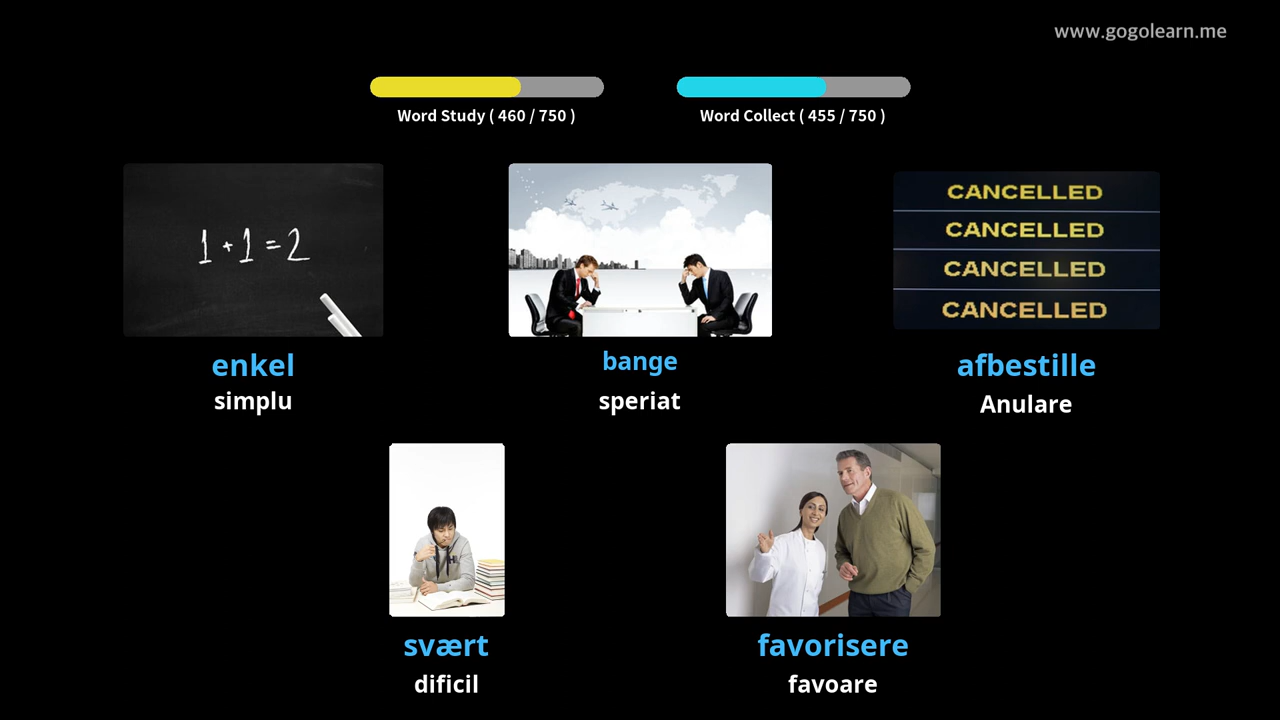 www.gogolearn.me
Word Study ( 460 / 750 )
Word Collect ( 455 / 750 )
1 + 1 = 2
CANCELLED
CANCELLED
CANCELLED
CANCELLED
enkel
simplu
bange
speriat
afbestille
Anulare
svært
dificil
favorisere
favoare